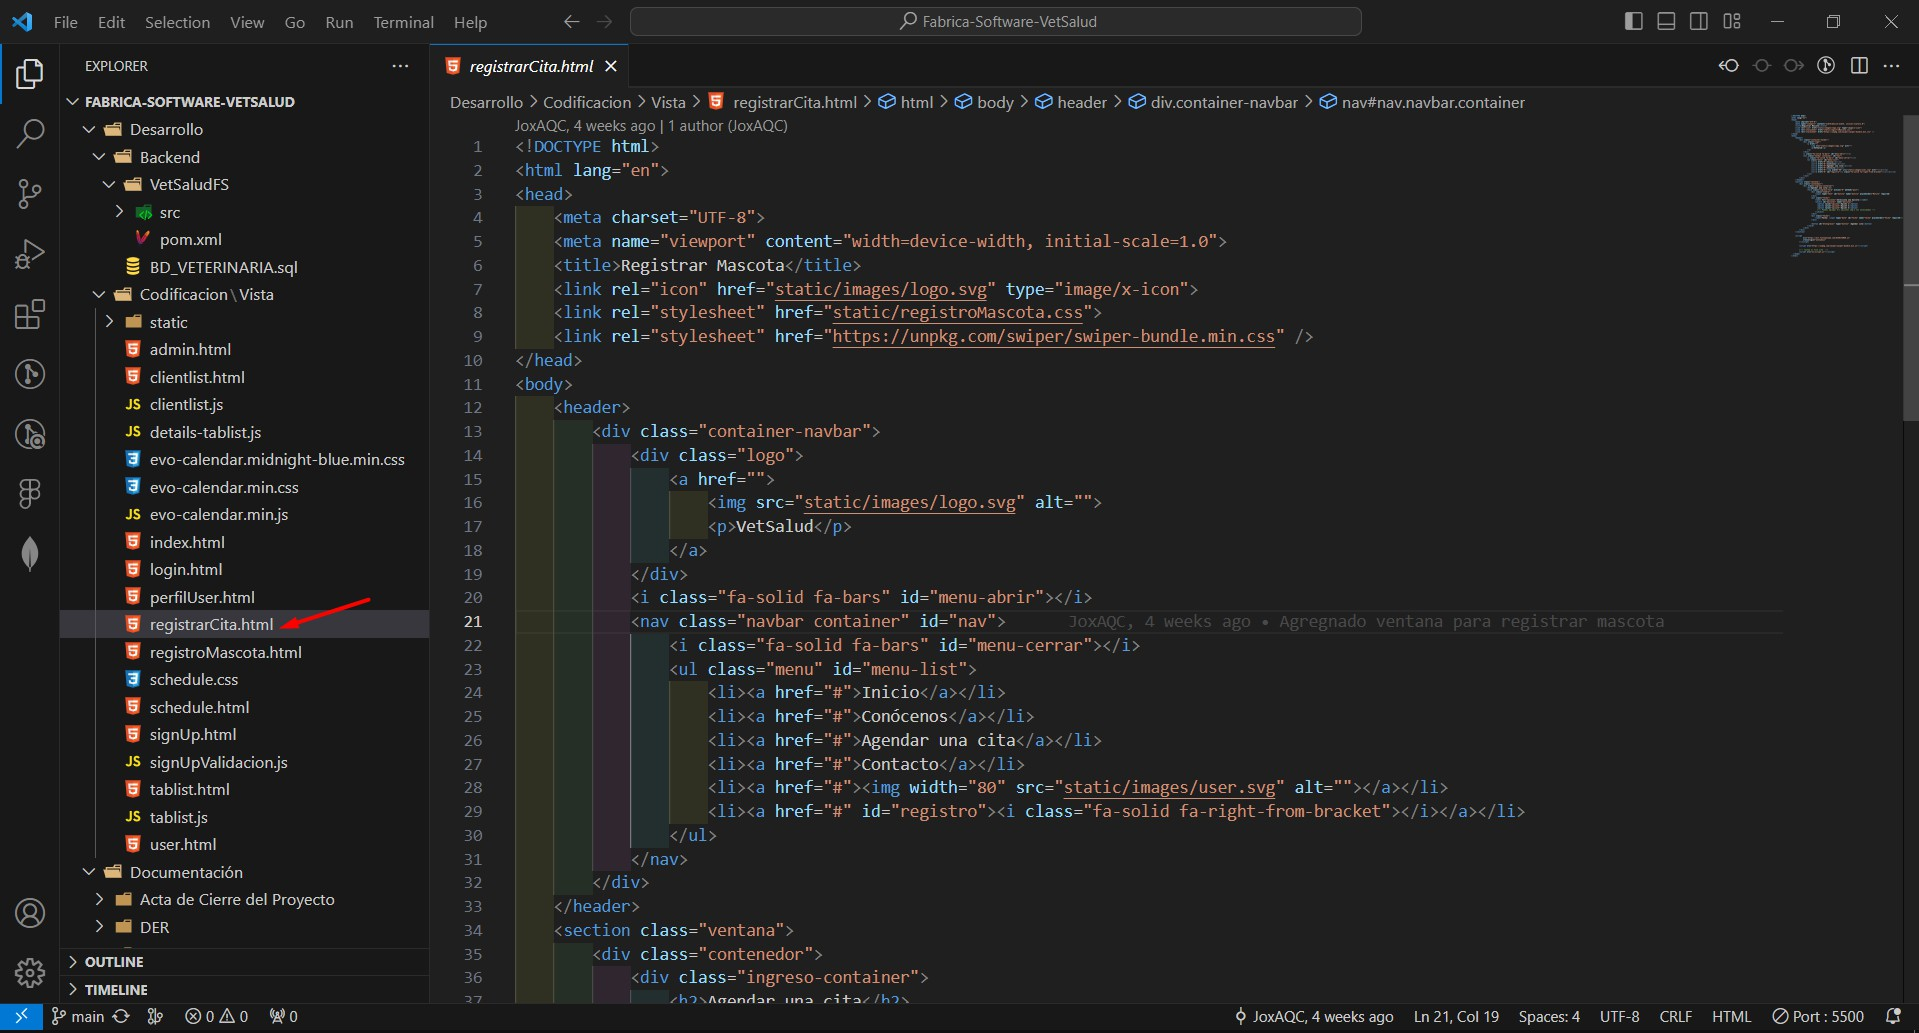 File Edit Selection View Go Run Terminal Help
Fabrica-Software-VetSalud
EXPLORER
FABRICA-SOFTWARE-VETSALUD
Desarrollo
Backend
VetSaludFS
src
pom.xml
BD_VETERINARIA.sql
Codificacion\Vista
static
admin.html
clientlist.html
JS clientlist.js
JS details-tablist.js
evo-calendar.midnight-blue.min.css
evo-calendar.min.css
JS evo-calendar.min.js
index.html
login.html
perfilUser.html
registrarCita.html
registroMascota.html
schedule.css
schedule.html
signUp.html
JS signUpValidacion.js
tablist.html
JS tablist.js
user.html
Documentación
Acta de Cierre del Proyecto
DER
OUTLINE
TIMELINE
registrarCita.html
Desarrollo > Codificacion > Vista > registrarCita.html > html > body > header > div.container-navbar > nav#nav.navbar.container
JoxAQC, 4 weeks ago | 1 author (JoxAQC)
1 <!DOCTYPE html>
2 <html lang="en">
3 <head>
4 <meta charset="UTF-8">
5 <meta name="viewport" content="width=device-width, initial-scale=1.0">
6 <title>Registrar Mascota</title>
7 <link rel="icon" href="static/images/logo.svg" type="image/x-icon">
8 <link rel="stylesheet" href="static/registroMascota.css">
9 <link rel="stylesheet" href="https://unpkg.com/swiper/swiper-bundle.min.css" />
10 </head>
11 <body>
12 <header>
13 <div class="container-navbar">
14 <div class="logo">
15 <a href="">
16 <img src="static/images/logo.svg" alt="">
17 <p>VetSalud</p>
18 </a>
19 </div>
20 <i class="fa-solid fa-bars" id="menu-abrir"></i>
21 <nav class="navbar container" id="nav"> JoxAQC, 4 weeks ago • Agregnado ventana para registrar mascota
22 <i class="fa-solid fa-bars" id="menu-cerrar"></i>
23 <ul class="menu" id="menu-list">
24 <li><a href="#">Inicio</a></li>
25 <li><a href="#">Conócenos</a></li>
26 <li><a href="#">Agendar una cita</a></li>
27 <li><a href="#">Contacto</a></li>
28 <li><a href="#"><img width="80" src="static/images/user.svg" alt=""></a></li>
29 <li><a href="#" id="registro"><i class="fa-solid fa-right-from-bracket"></i></a></li>
30 </ul>
31 </nav>
32 </div>
33 </header>
34 <section class="ventana">
35 <div class="contenedor">
36 <div class="ingreso-container">
37 <h2>Agendar una cita</h2>
main 0 0 0 JoxAQC, 4 weeks ago Ln 21, Col 19 Spaces: 4 UTF-8 CRLF HTML Port : 5500